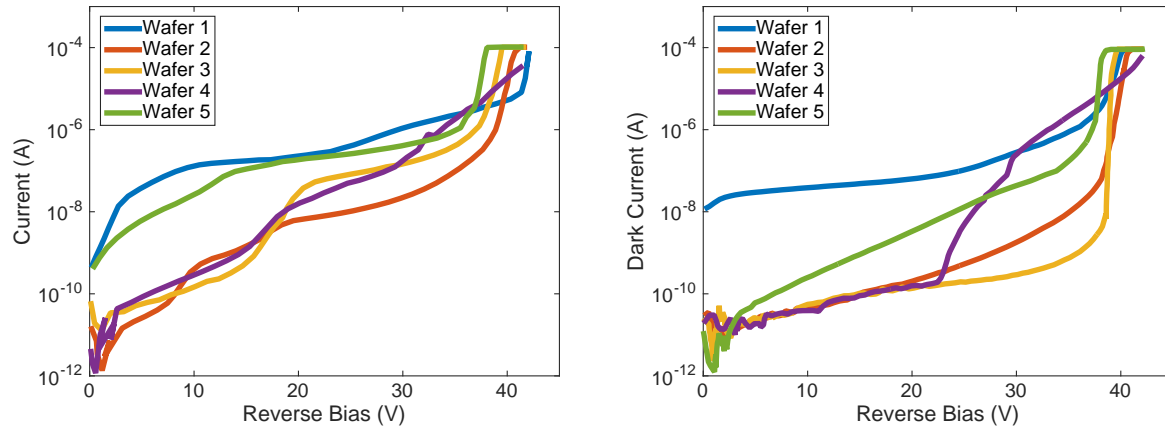 Wafer 1
Wafer 2
Wafer 3
Wafer 4
Wafer 5
10-4
10-6
10-8
10-10
10-12
0
10
20
30
40
Reverse Bias (V)
Current (A)
Wafer 1
Wafer 2
Wafer 3
Wafer 4
Wafer 5
10-4
10-6
10-8
10-10
10-12
0
10
20
30
40
Reverse Bias (V)
Dark Current (A)